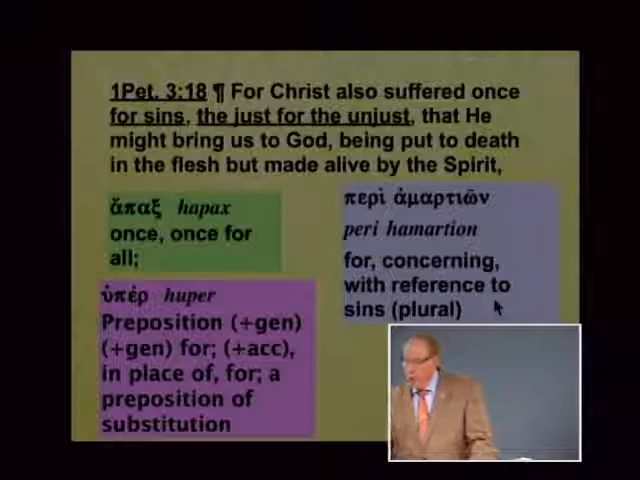 1Pet. 3:18 ¶ For Christ also suffered once
for sins, the just for the unjust, that He
might bring us to God, being put to death
in the flesh but made alive by the Spirit,
ἅπαξ hapax
once, once for
all;
περὶ ἁμαρτιῶν
peri hamartion
for, concerning,
with reference to
sins (plural)
ὑπέρ huper
Preposition (+gen)
(+gen) for; (+acc),
in place of, for; a
preposition of
substitution